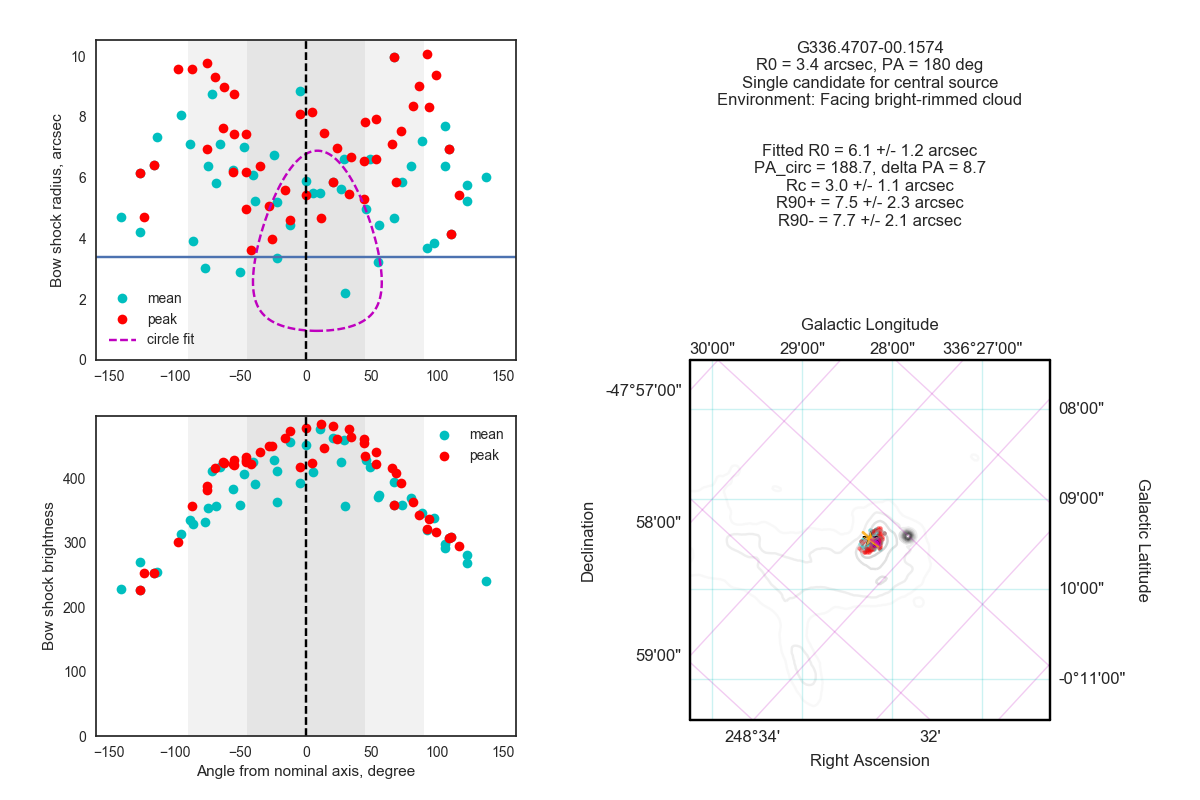 10
8
6
4
2
0
Bow shock radius, arcsec
mean
peak
circle fit
−150
−100
−50
0
50
100
150
400
300
200
100
0
Bow shock brightness
mean
peak
−150
−100
−50
0
50
100
150
Angle from nominal axis, degree
G336.4707-00.1574
R0 = 3.4 arcsec, PA = 180 deg
Single candidate for central source
Environment: Facing bright-rimmed cloud
Fitted R0 = 6.1 +/- 1.2 arcsec
PA_circ = 188.7, delta PA = 8.7
Rc = 3.0 +/- 1.1 arcsec
R90+ = 7.5 +/- 2.3 arcsec
R90- = 7.7 +/- 2.1 arcsec
Galactic Longitude
30'00"
29'00"
28'00"
336°27'00"
-47°57'00"
58'00"
59'00"
Declination
08'00"
09'00"
10'00"
-0°11'00"
Galactic Latitude
248°34'
32'
Right Ascension